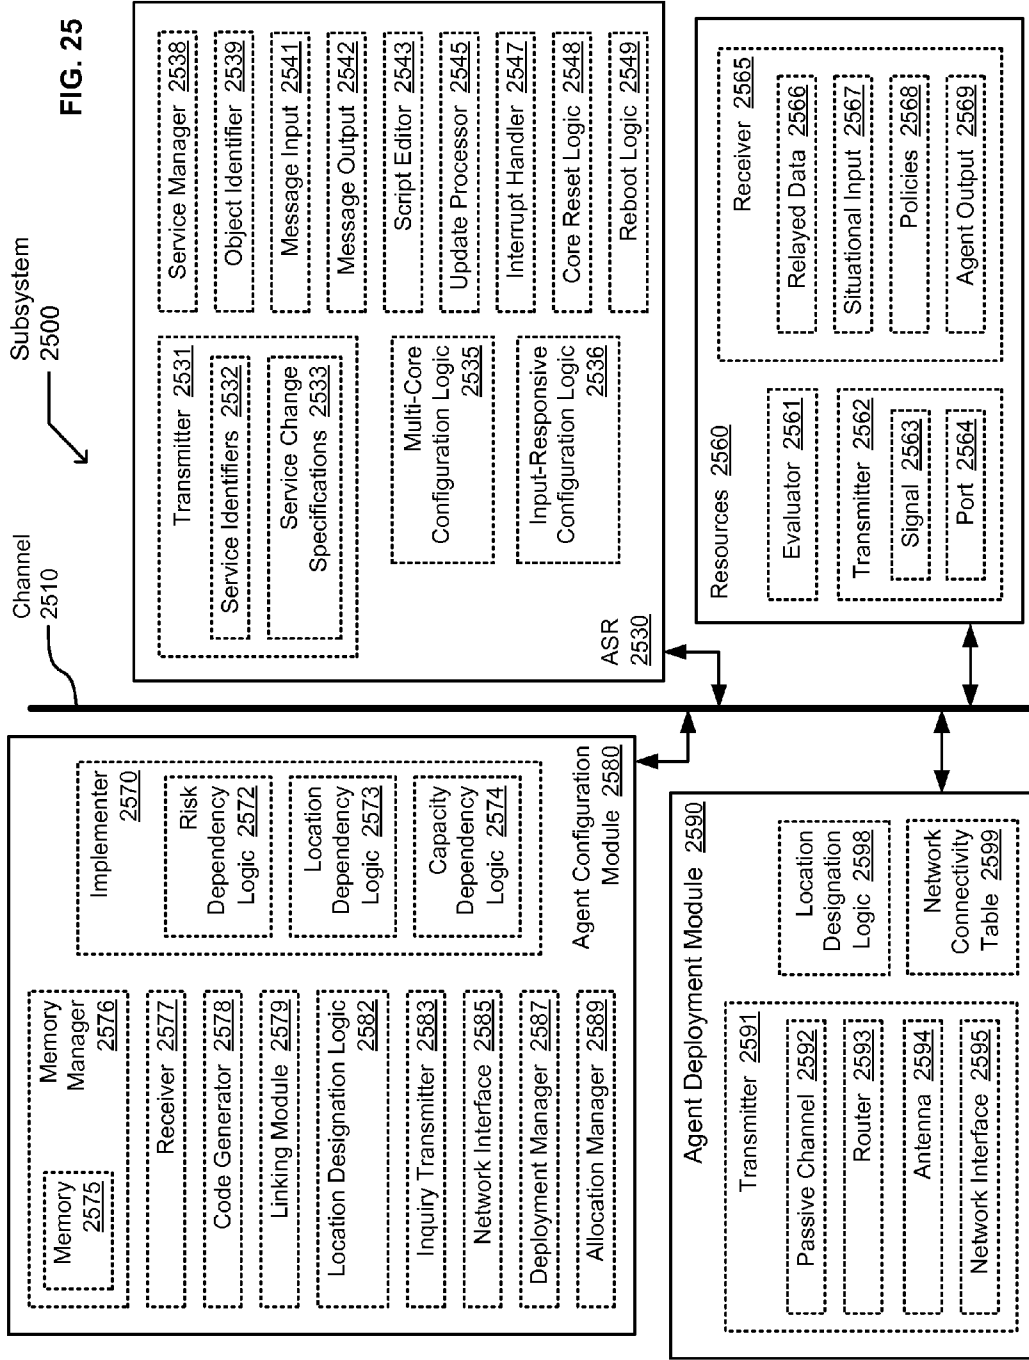 FIG. 25
Subsystem
2500
Channel
2510
Memory
Manager
2576
Memory
2575
Receiver 2577
Code Generator 2578
Linking Module 2579
Location Designation Logic
2582
Inquiry Transmitter 2583
Network Interface 2585
Deployment Manager 2587
Allocation Manager 2589
Implementer
2570
Risk
Dependency
Logic 2572
Location
Dependency
Logic 2573
Capacity
Dependency
Logic 2574
Agent Configuration
Module 2580
Transmitter 2531
Service Identifiers 2532
Service Change
Specifications 2533
Multi-Core
Configuration Logic
2535
Input-Responsive
Configuration Logic
2536
ASR
2530
Service Manager 2538
Object Identifier 2539
Message Input 2541
Message Output 2542
Script Editor 2543
Update Processor 2545
Interrupt Handler 2547
Core Reset Logic 2548
Reboot Logic 2549
Agent Deployment Module 2590
Transmitter 2591
Passive Channel 2592
Router 2593
Antenna 2594
Network Interface 2595
Location
Designation
Logic 2598
Network
Connectivity
Table 2599
Resources 2560
Evaluator 2561
Transmitter 2562
Signal 2563
Port 2564
Receiver 2565
Relayed Data 2566
Situational Input 2567
Policies 2568
Agent Output 2569